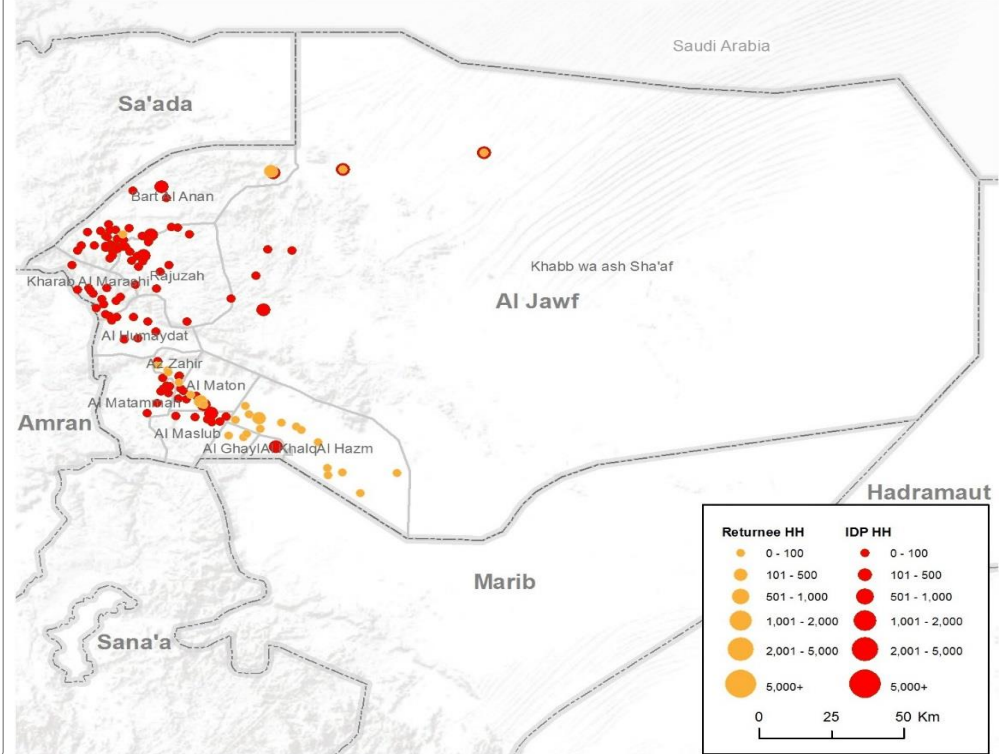 Saudi Arabia
Sa'ada
Bart Al Anan
Khabb wa ash Sha'af
Rajuzah
Kharab Al Marashi
Al Jawf
Al Humaydat
Az Zahir
Al Maton
Al Matammah
Amran
Al Maslub
Al Ghayl
Al Khalq
Al Hazm
Hadramaut
Marib
Sana'a
Returnee HH IDP HH
0 - 100 0 - 100
101 - 500 101 - 500
501 - 1,000 501 - 1,000
1,001 - 2,000 1,001 - 2,000
2,001 - 5,000 2,001 - 5,000
5,000+ 5,000+
0 25 50 Km